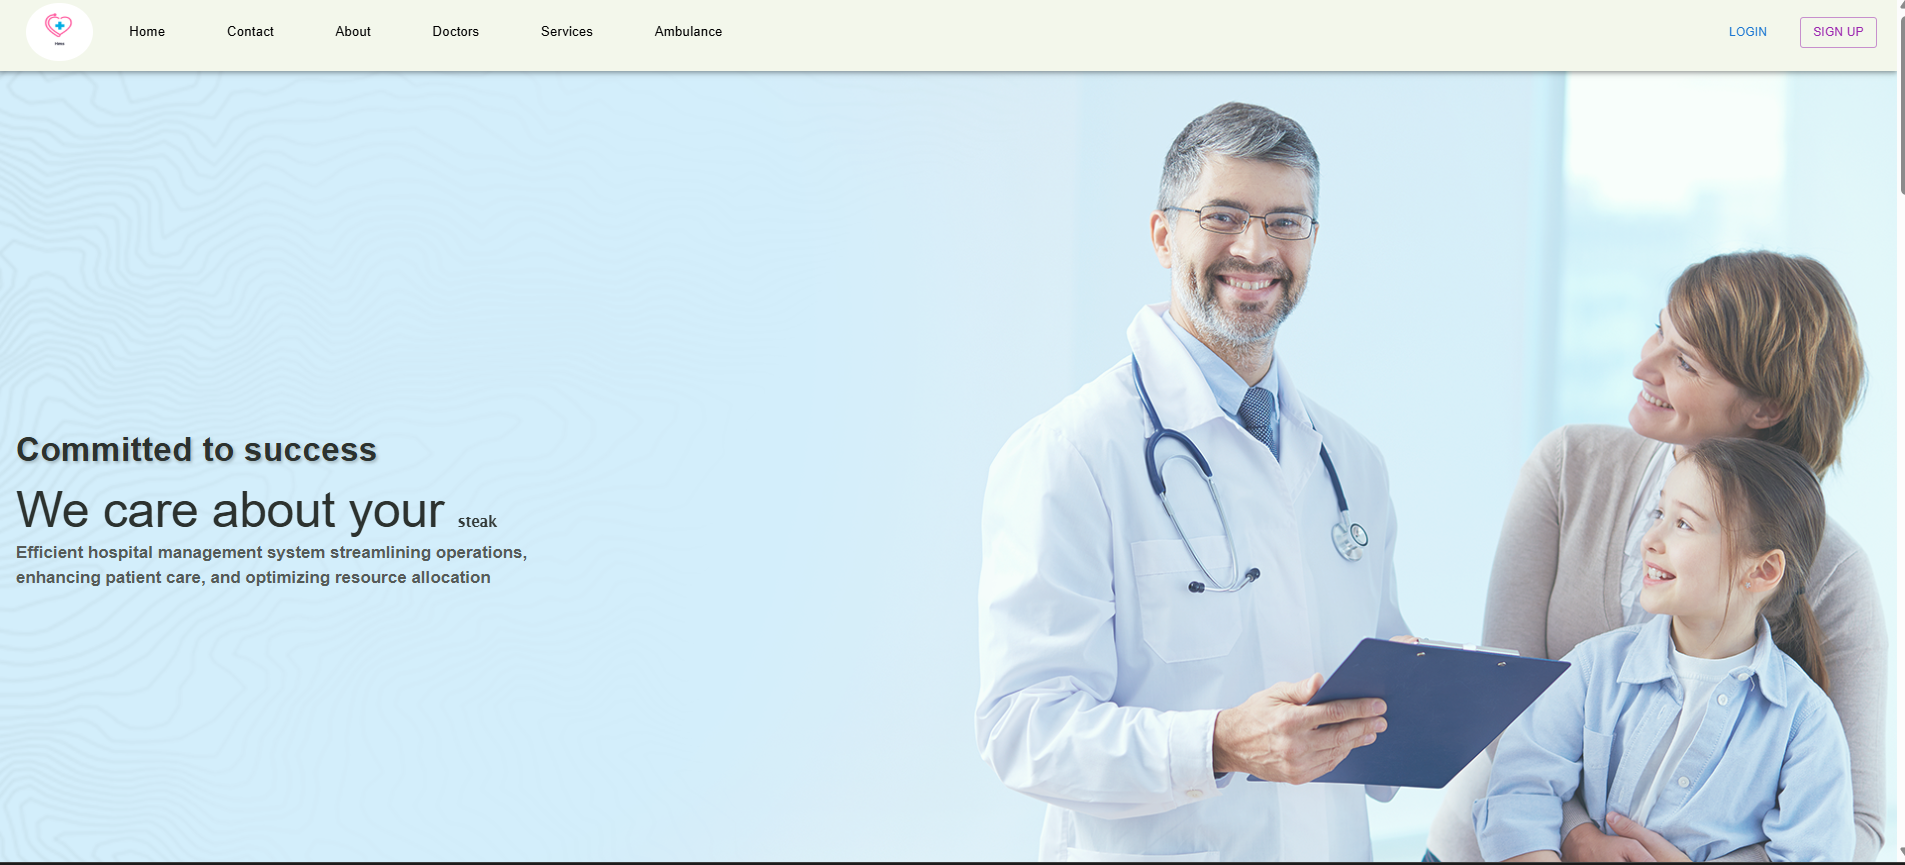 Home Contact About Doctors Services Ambulance LOGIN SIGN UP
Committed to success
We care about your steak
Efficient hospital management system streamlining operations,
enhancing patient care, and optimizing resource allocation